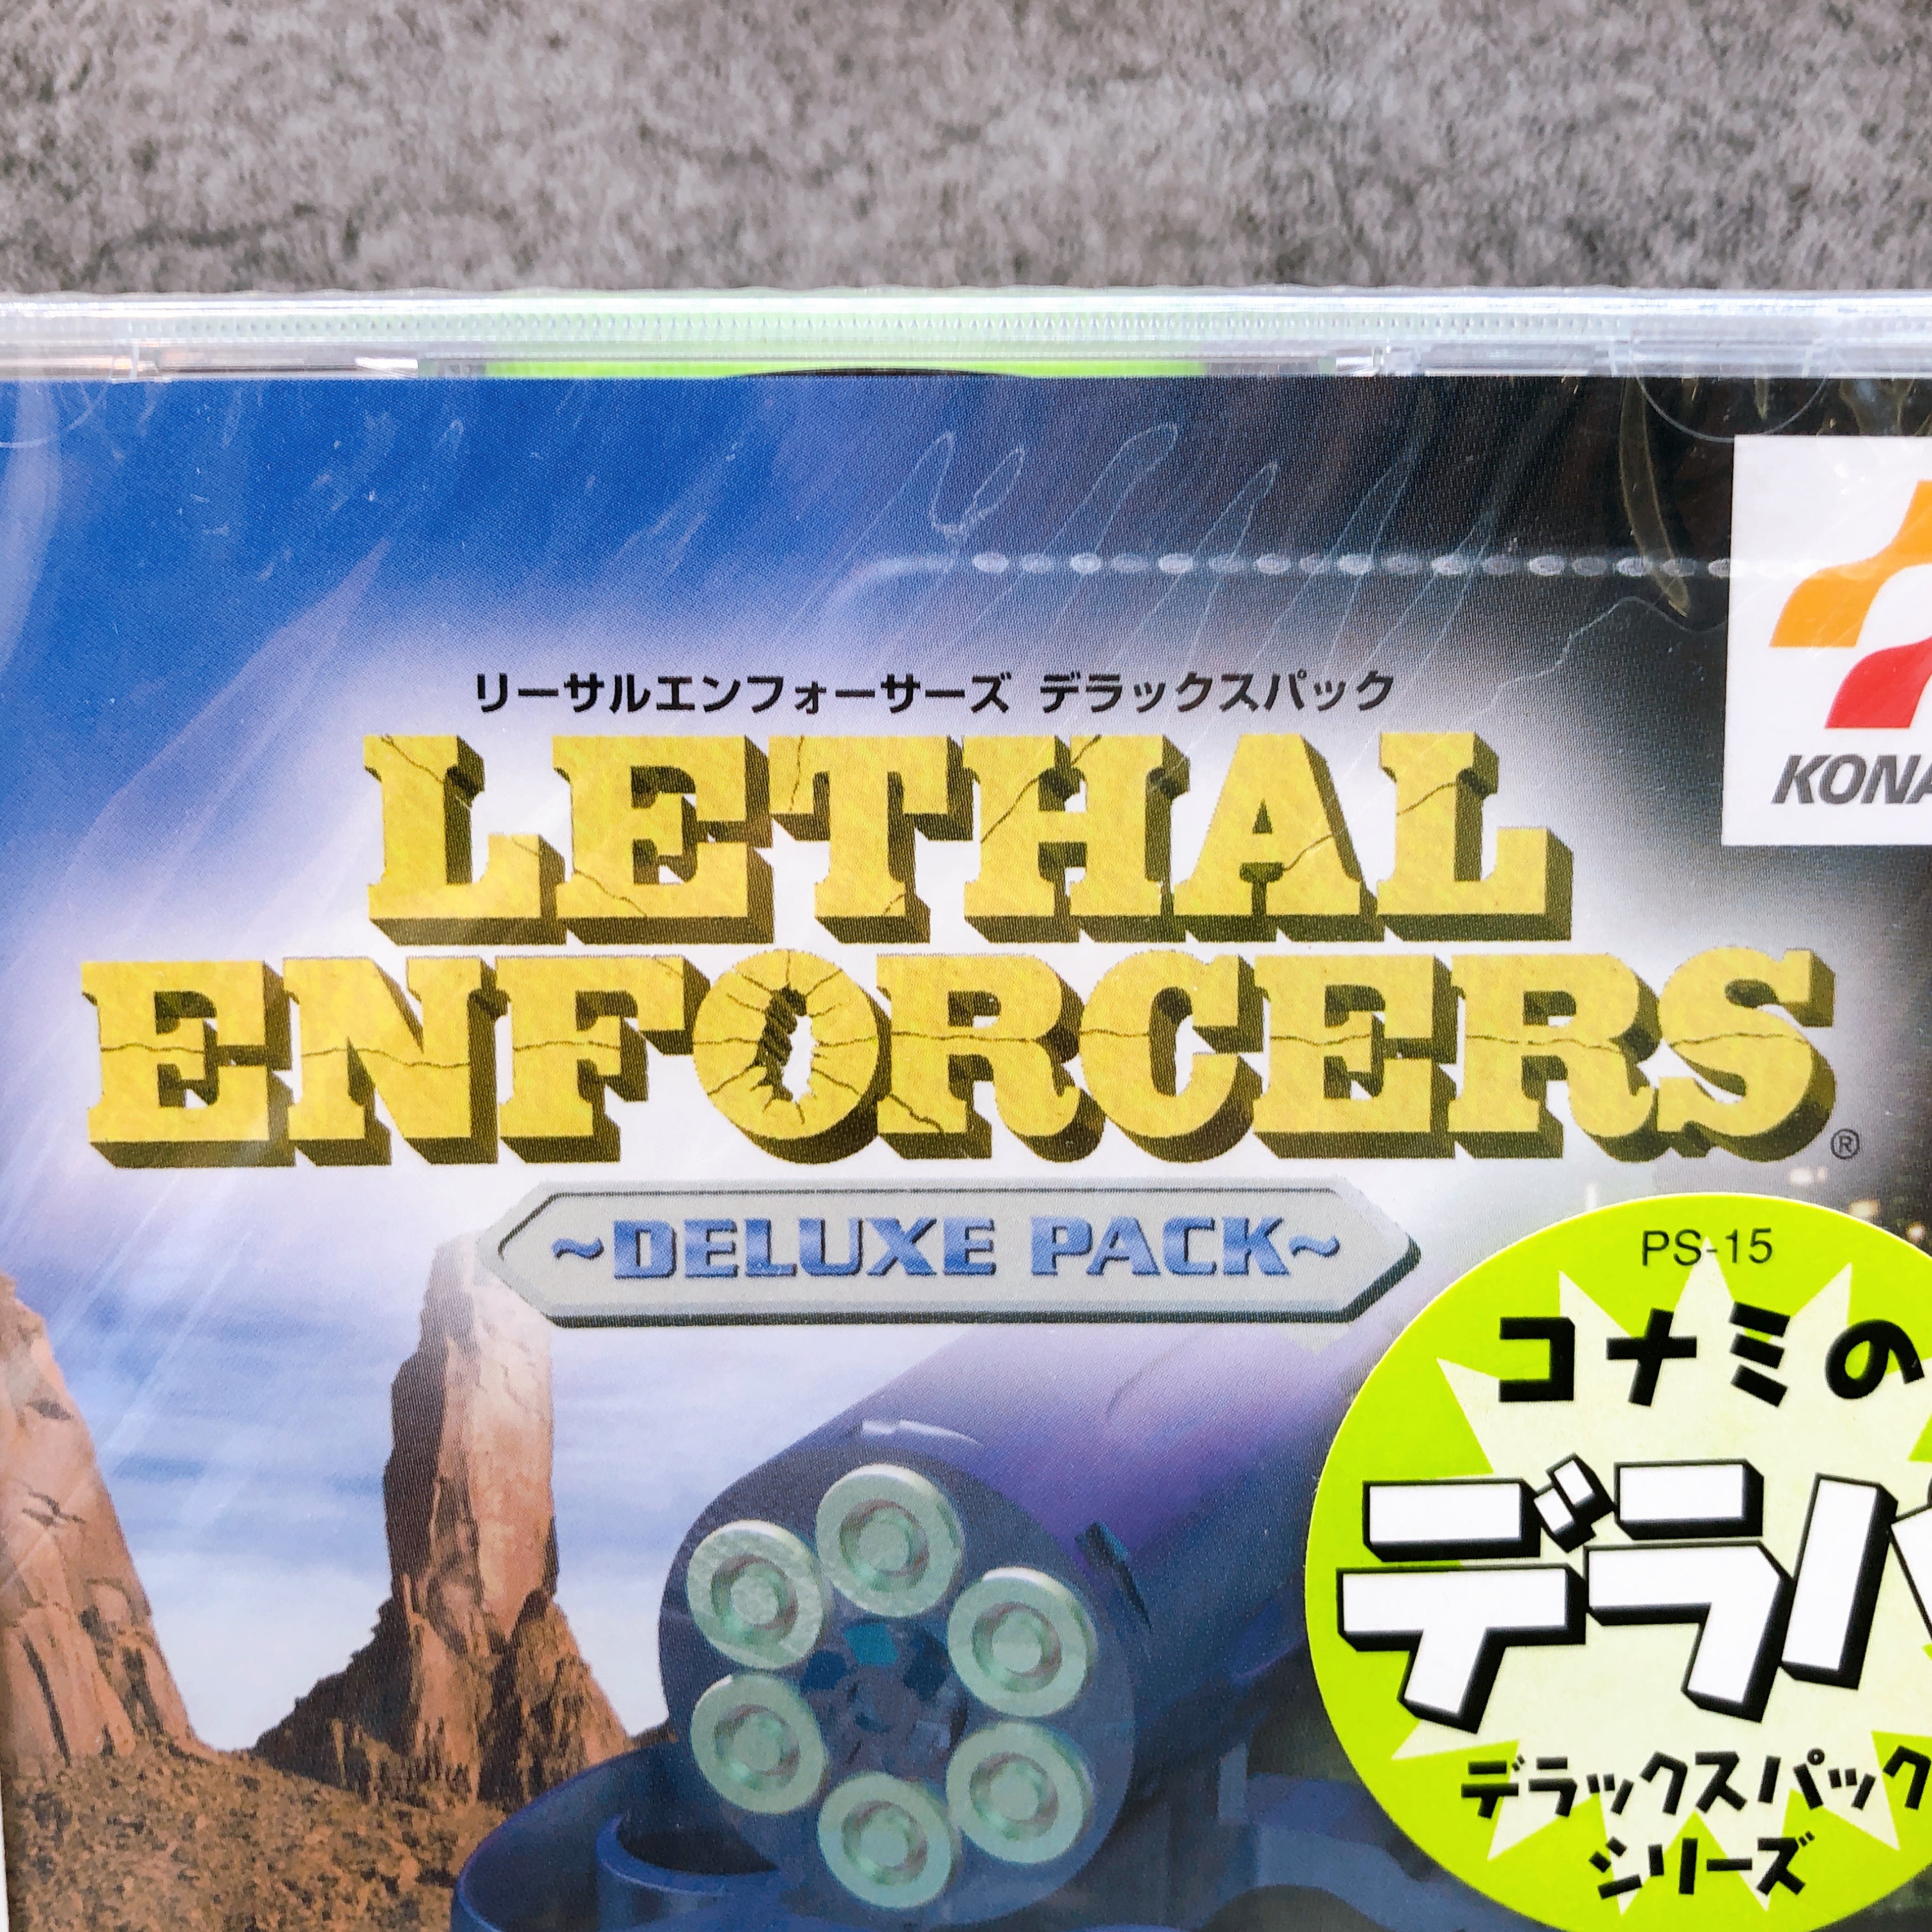 リーサルエンフォーサーズ デラックスパック
LETHAL
ENFORCERS®
~DELUXE PACK~
KONA
PS-15
コナミの
デラパ
デラックスパック
シリーズ